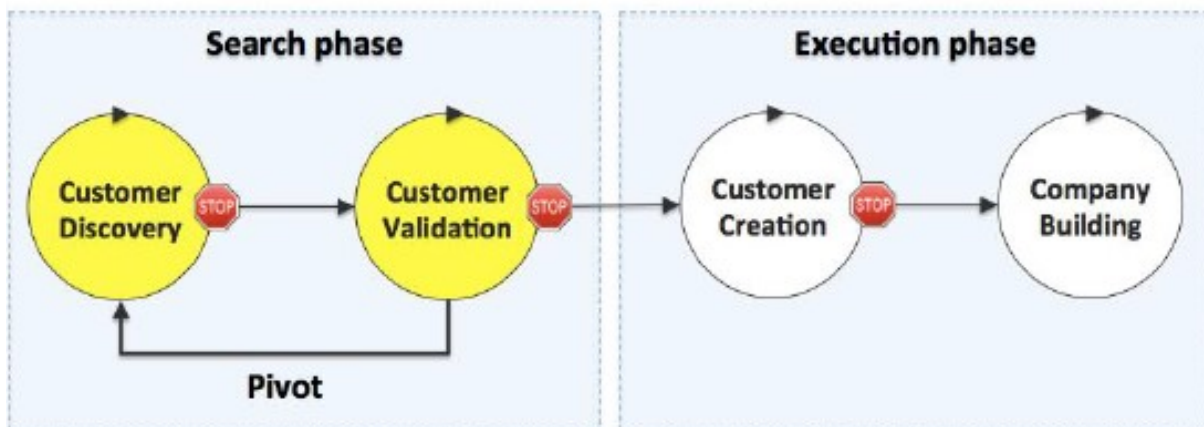 Search phase
Execution phase
Customer
Discovery
STOP
Customer
Validation
STOP
Customer
Creation
STOP
Company
Building
Pivot